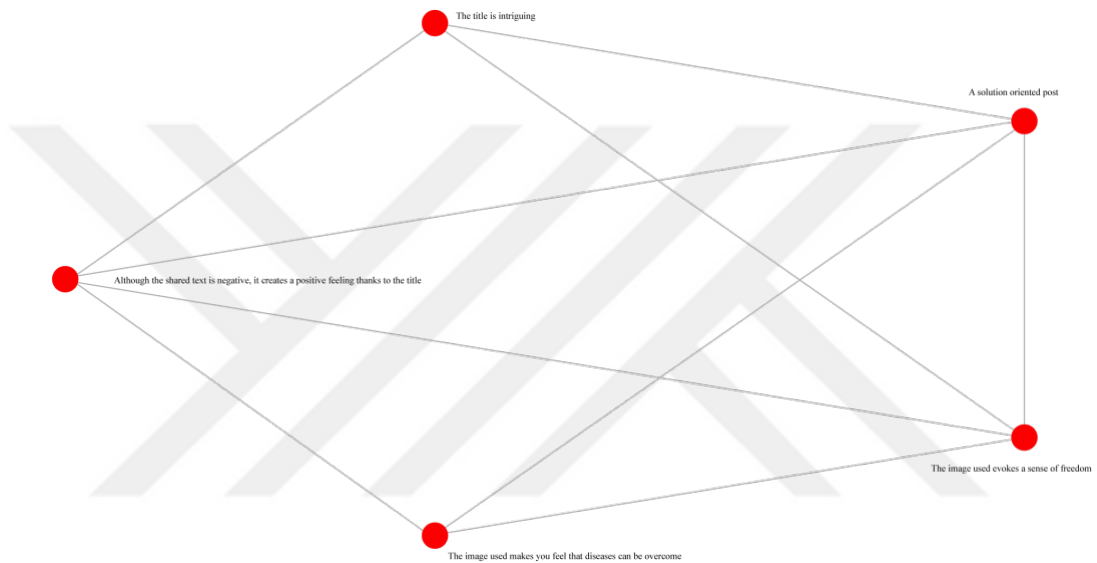 The title is intriguing
A solution oriented post
Although the shared text is negative, it creates a positive feeling thanks to the title
The image used evokes a sense of freedom
The image used makes you feel that diseases can be overcome